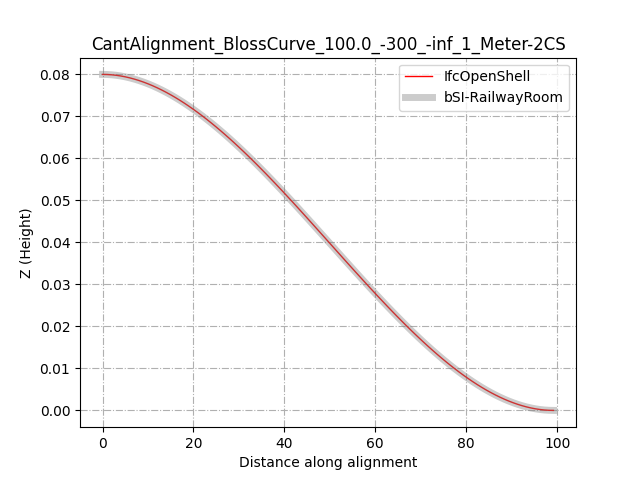 CantAlignment_BlossCurve_100.0_-300_-inf_1_Meter-2CS
IfcOpenShell
bSI-RailwayRoom
Z (Height)
0.08
0.07
0.06
0.05
0.04
0.03
0.02
0.01
0.00
0 20 40 60 80 100
Distance along alignment